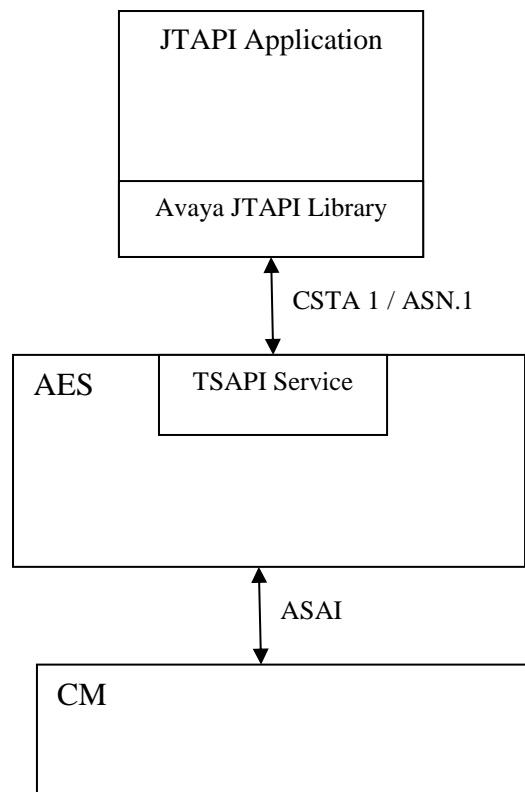 JTAPI Application
Avaya JTAPI Library
CSTA 1 / ASN.1
AES
TSAPI Service
ASAI
CM